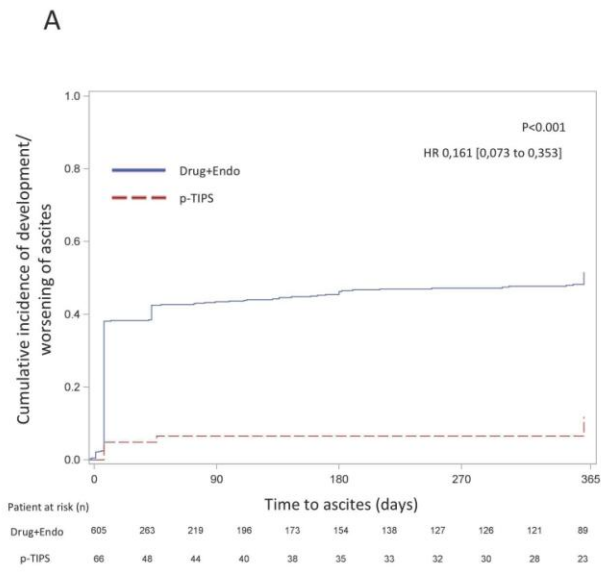 A
Cumulative incidence of development/
worsening of ascites
1.0
0.8
0.6
0.4
0.2
0.0
P<0.001
HR 0,161 [0,073 to 0,353]
Drug+Endo
p-TIPS
0 90 180 270 365
Time to ascites (days)
Patient at risk (n)
Drug+Endo 605 263 219 196 173 154 138 127 126 121 89
p-TIPS 66 48 44 40 38 35 33 32 30 28 23